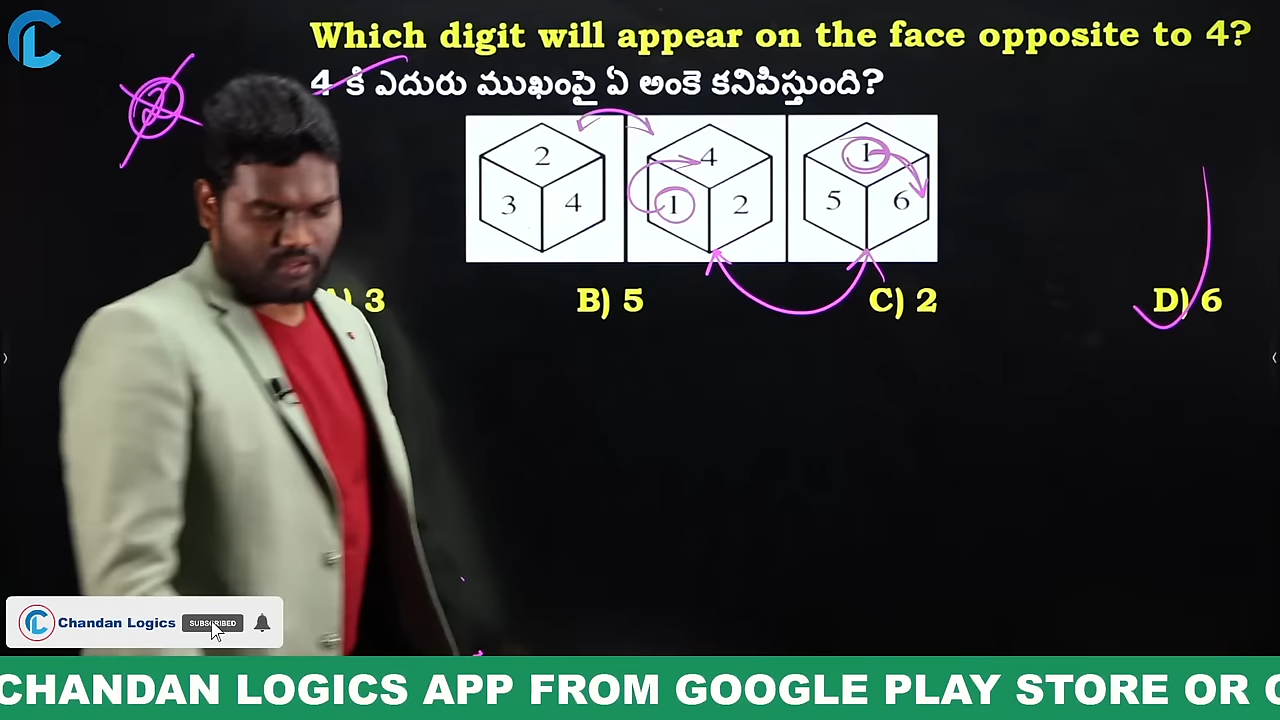 Which digit will appear on the face opposite to 4?
4 కి ఎదురు ముఖంపై ఏ అంకె కనిపిస్తుంది?
2
3 4
4
1 2
1
5 6
A) 3 B) 5 C) 2 D) 6
Chandan Logics SUBSCRIBED
CHANDAN LOGICS APP FROM GOOGLE PLAY STORE OR